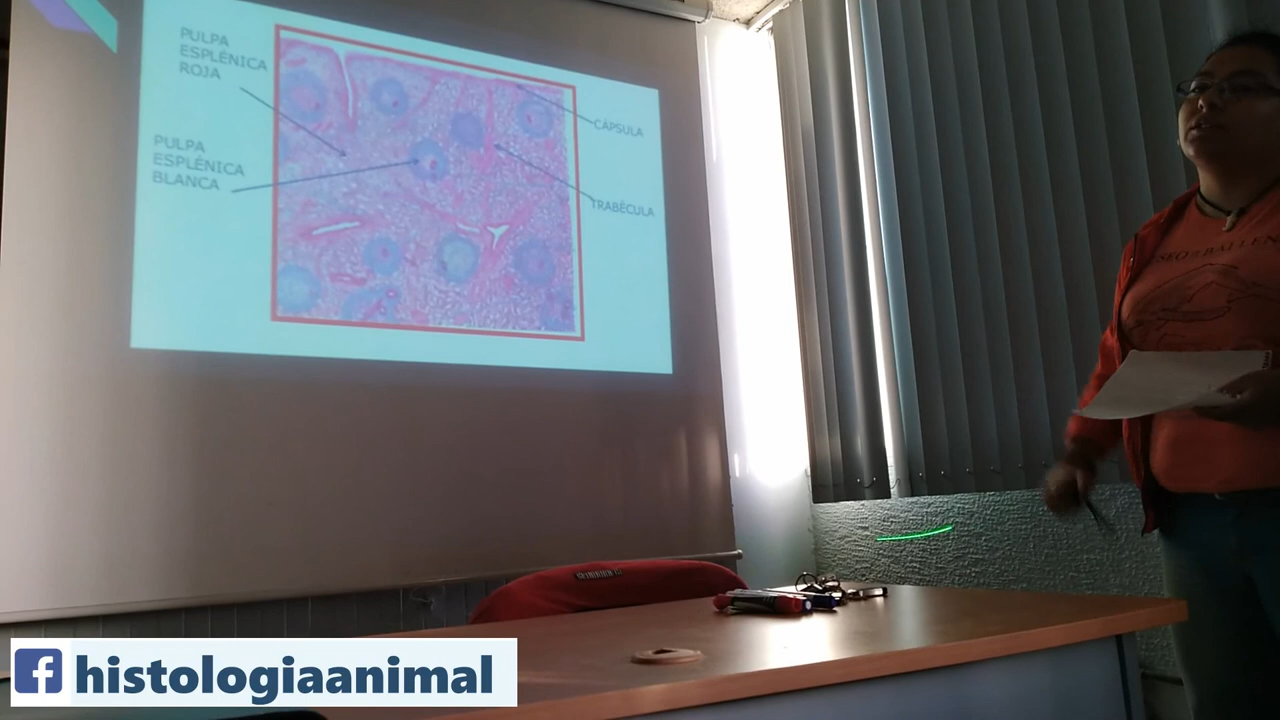 PULPA
ESPLÉNICA
ROJA
PULPA
ESPLÉNICA
BLANCA
CÁPSULA
TRABÉCULA
histologiaanimal